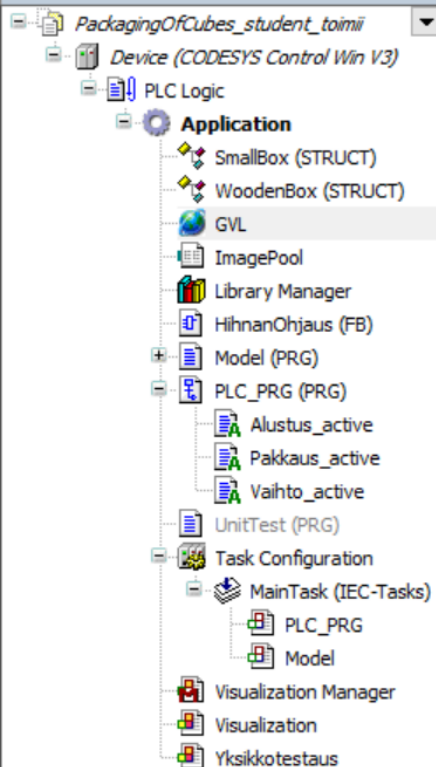 PackagingOfCubes_student_toimii
Device (CODESYS Control Win V3)
PLC Logic
Application
SmallBox (STRUCT)
WoodenBox (STRUCT)
GVL
ImagePool
Library Manager
HihnanOhjaus (FB)
Model (PRG)
PLC_PRG (PRG)
Alustus_active
Pakkaus_active
Vaihto_active
UnitTest (PRG)
Task Configuration
MainTask (IEC-Tasks)
PLC_PRG
Model
Visualization Manager
Visualization
Yksikkotestaus